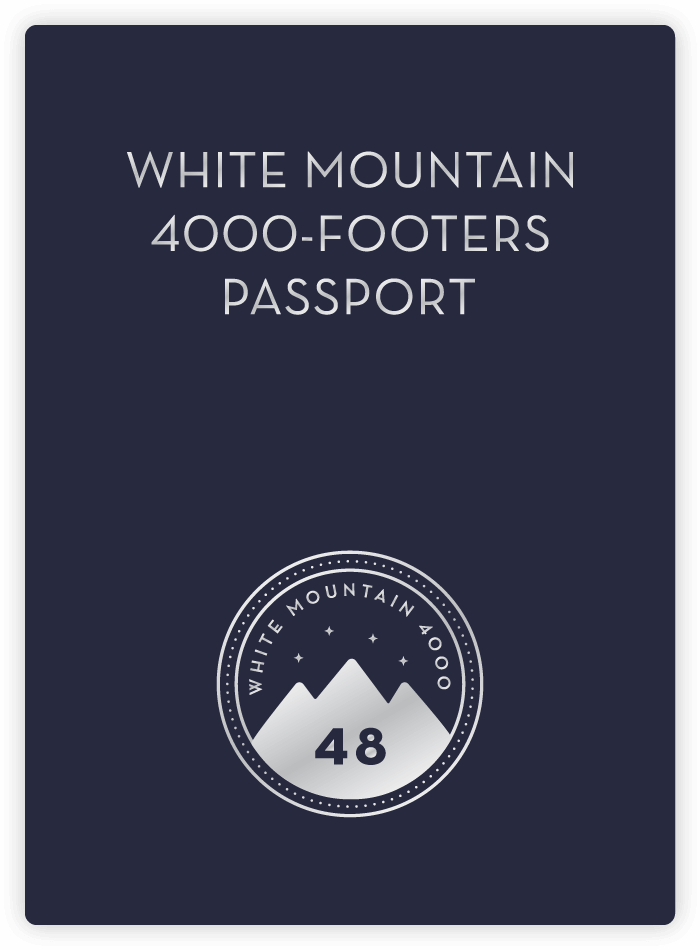 WHITE MOUNTAIN
4000-FOOTERS
PASSPORT
WHITE MOUNTAIN 4000
48